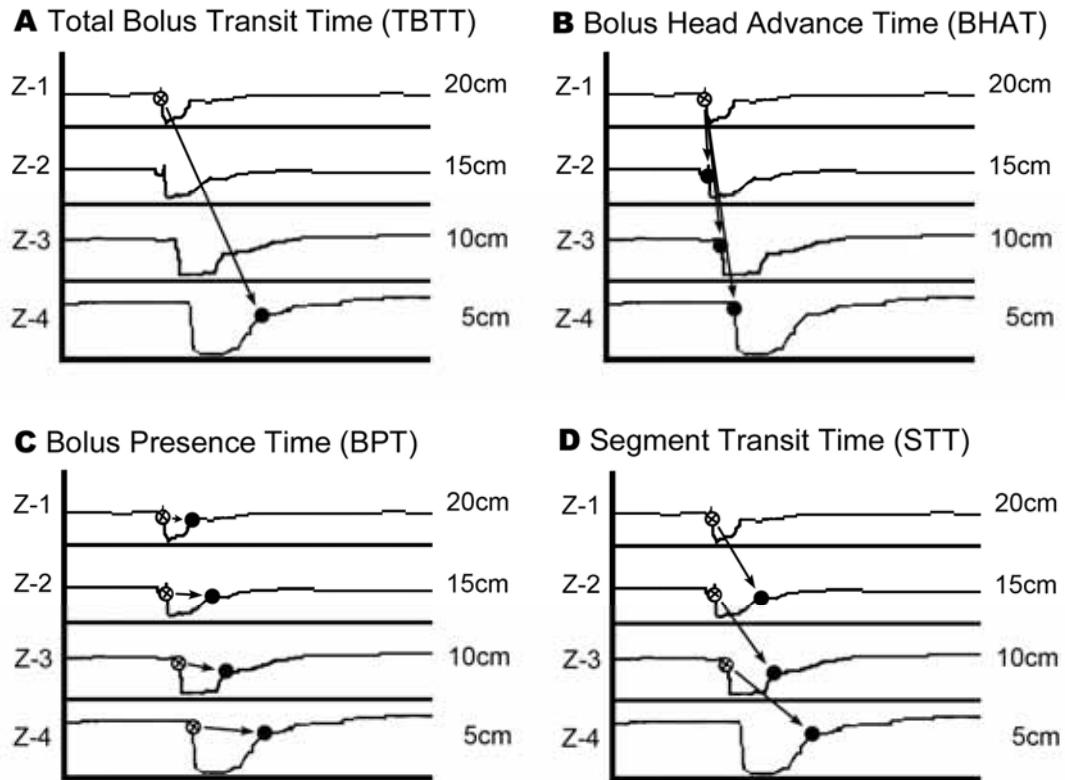 A Total Bolus Transit Time (TBTT)
Z-1 20cm
Z-2 15cm
Z-3 10cm
Z-4 5cm
B Bolus Head Advance Time (BHAT)
Z-1 20cm
Z-2 15cm
Z-3 10cm
Z-4 5cm
C Bolus Presence Time (BPT)
Z-1 20cm
Z-2 15cm
Z-3 10cm
Z-4 5cm
D Segment Transit Time (STT)
Z-1 20cm
Z-2 15cm
Z-3 10cm
Z-4 5cm